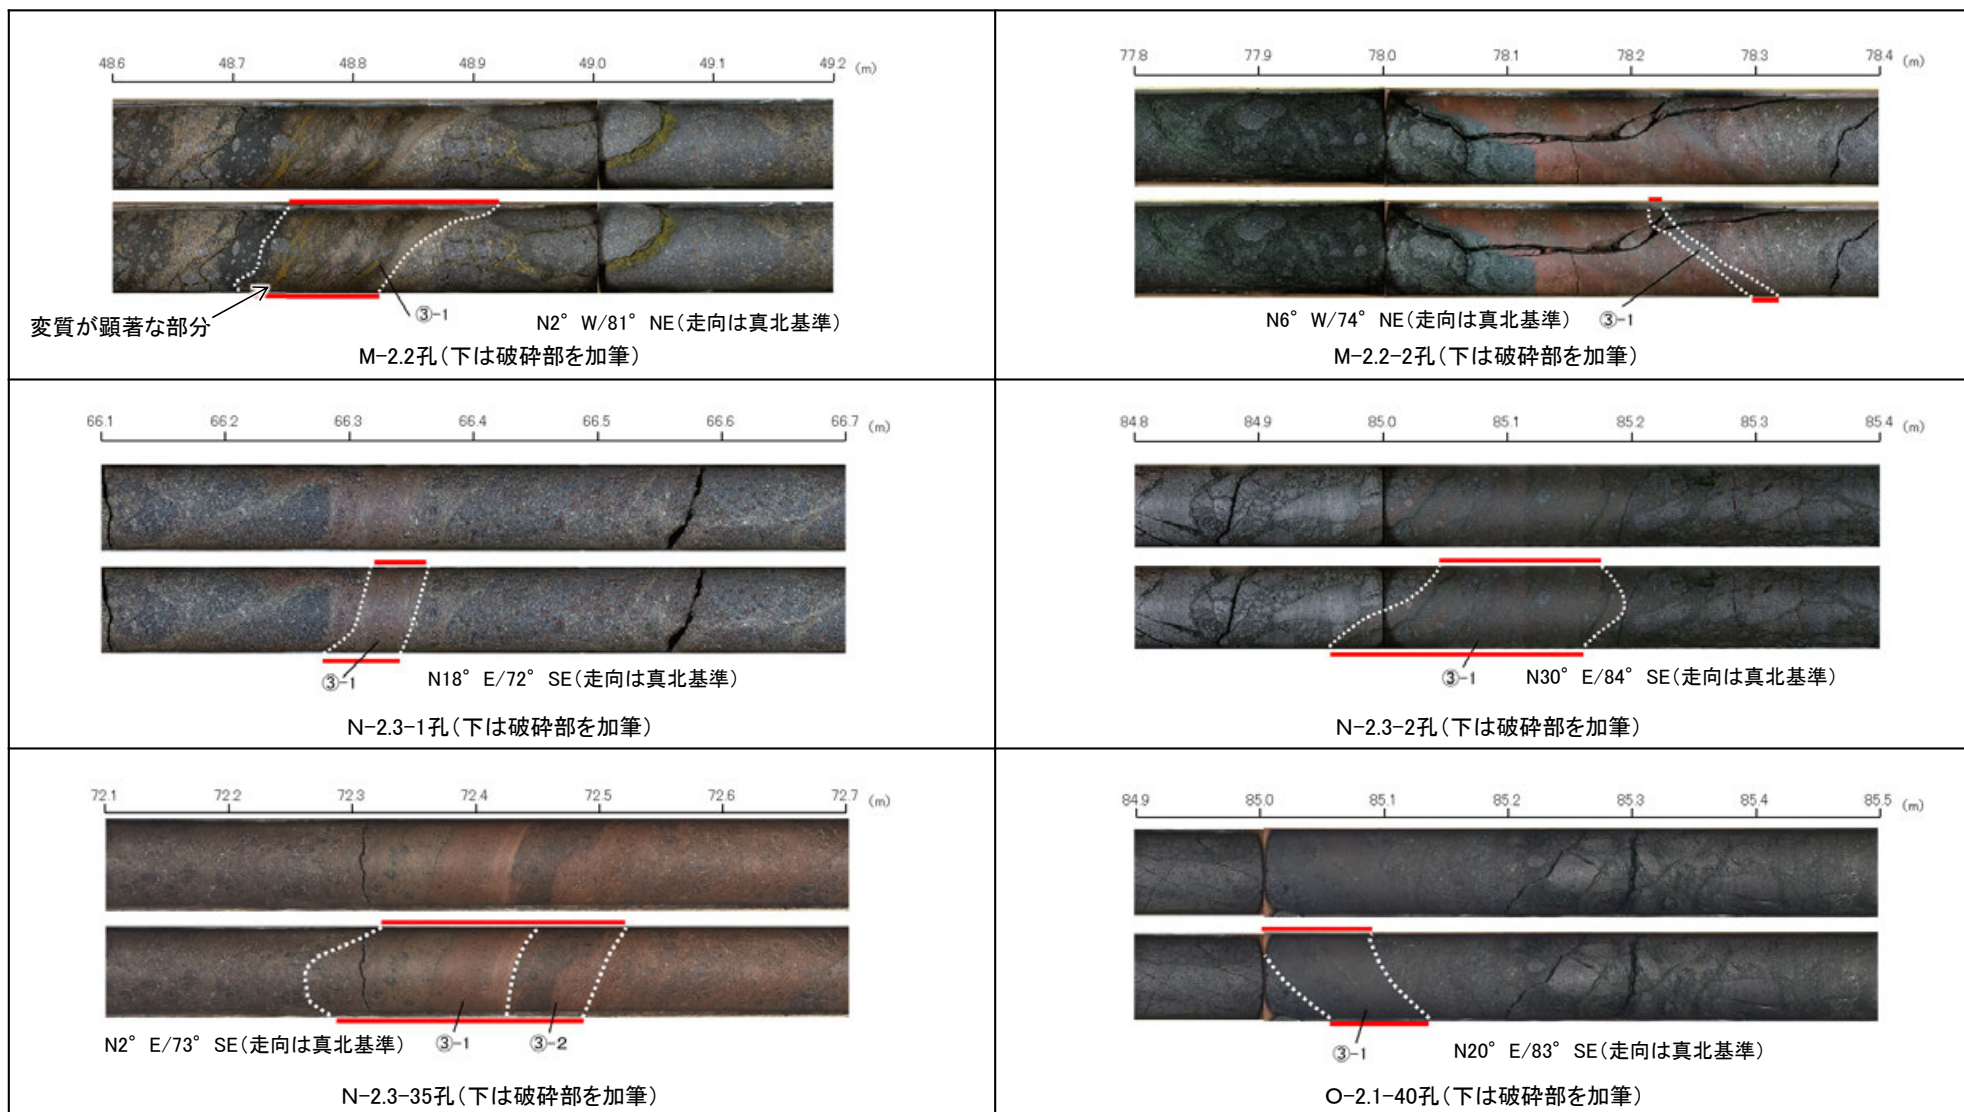 48.6 48.7 48.8 48.9 49.0 49.1 49.2 (m)
変質が顕著な部分
③-1
N2° W/81° NE(走向は真北基準)
M-2.2孔(下は破砕部を加筆)
77.8 77.9 78.0 78.1 78.2 78.3 78.4 (m)
N6° W/74° NE(走向は真北基準) ③-1
M-2.2-2孔(下は破砕部を加筆)
66.1 66.2 66.3 66.4 66.5 66.6 66.7 (m)
③-1 N18° E/72° SE(走向は真北基準)
N-2.3-1孔(下は破砕部を加筆)
84.8 84.9 85.0 85.1 85.2 85.3 85.4 (m)
③-1 N30° E/84° SE(走向は真北基準)
N-2.3-2孔(下は破砕部を加筆)
72.1 72.2 72.3 72.4 72.5 72.6 72.7 (m)
N2° E/73° SE(走向は真北基準) ③-1 ③-2
N-2.3-35孔(下は破砕部を加筆)
84.9 85.0 85.1 85.2 85.3 85.4 85.5 (m)
③-1 N20° E/83° SE(走向は真北基準)
O-2.1-40孔(下は破砕部を加筆)